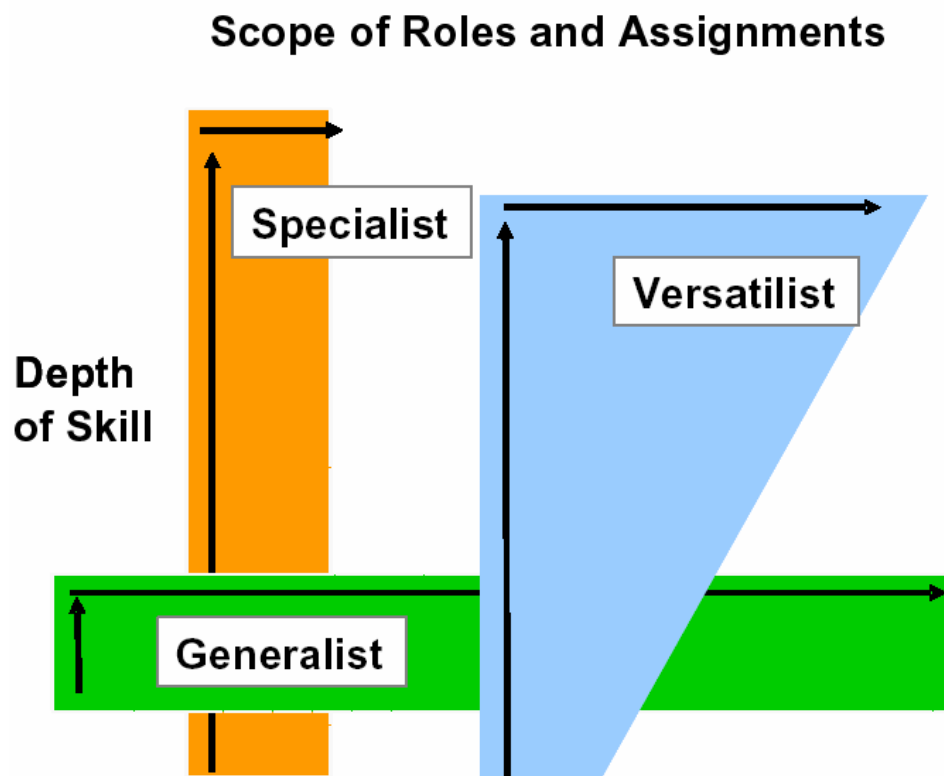 Scope of Roles and Assignments
Specialist
Versatilist
Depth
of Skill
Generalist